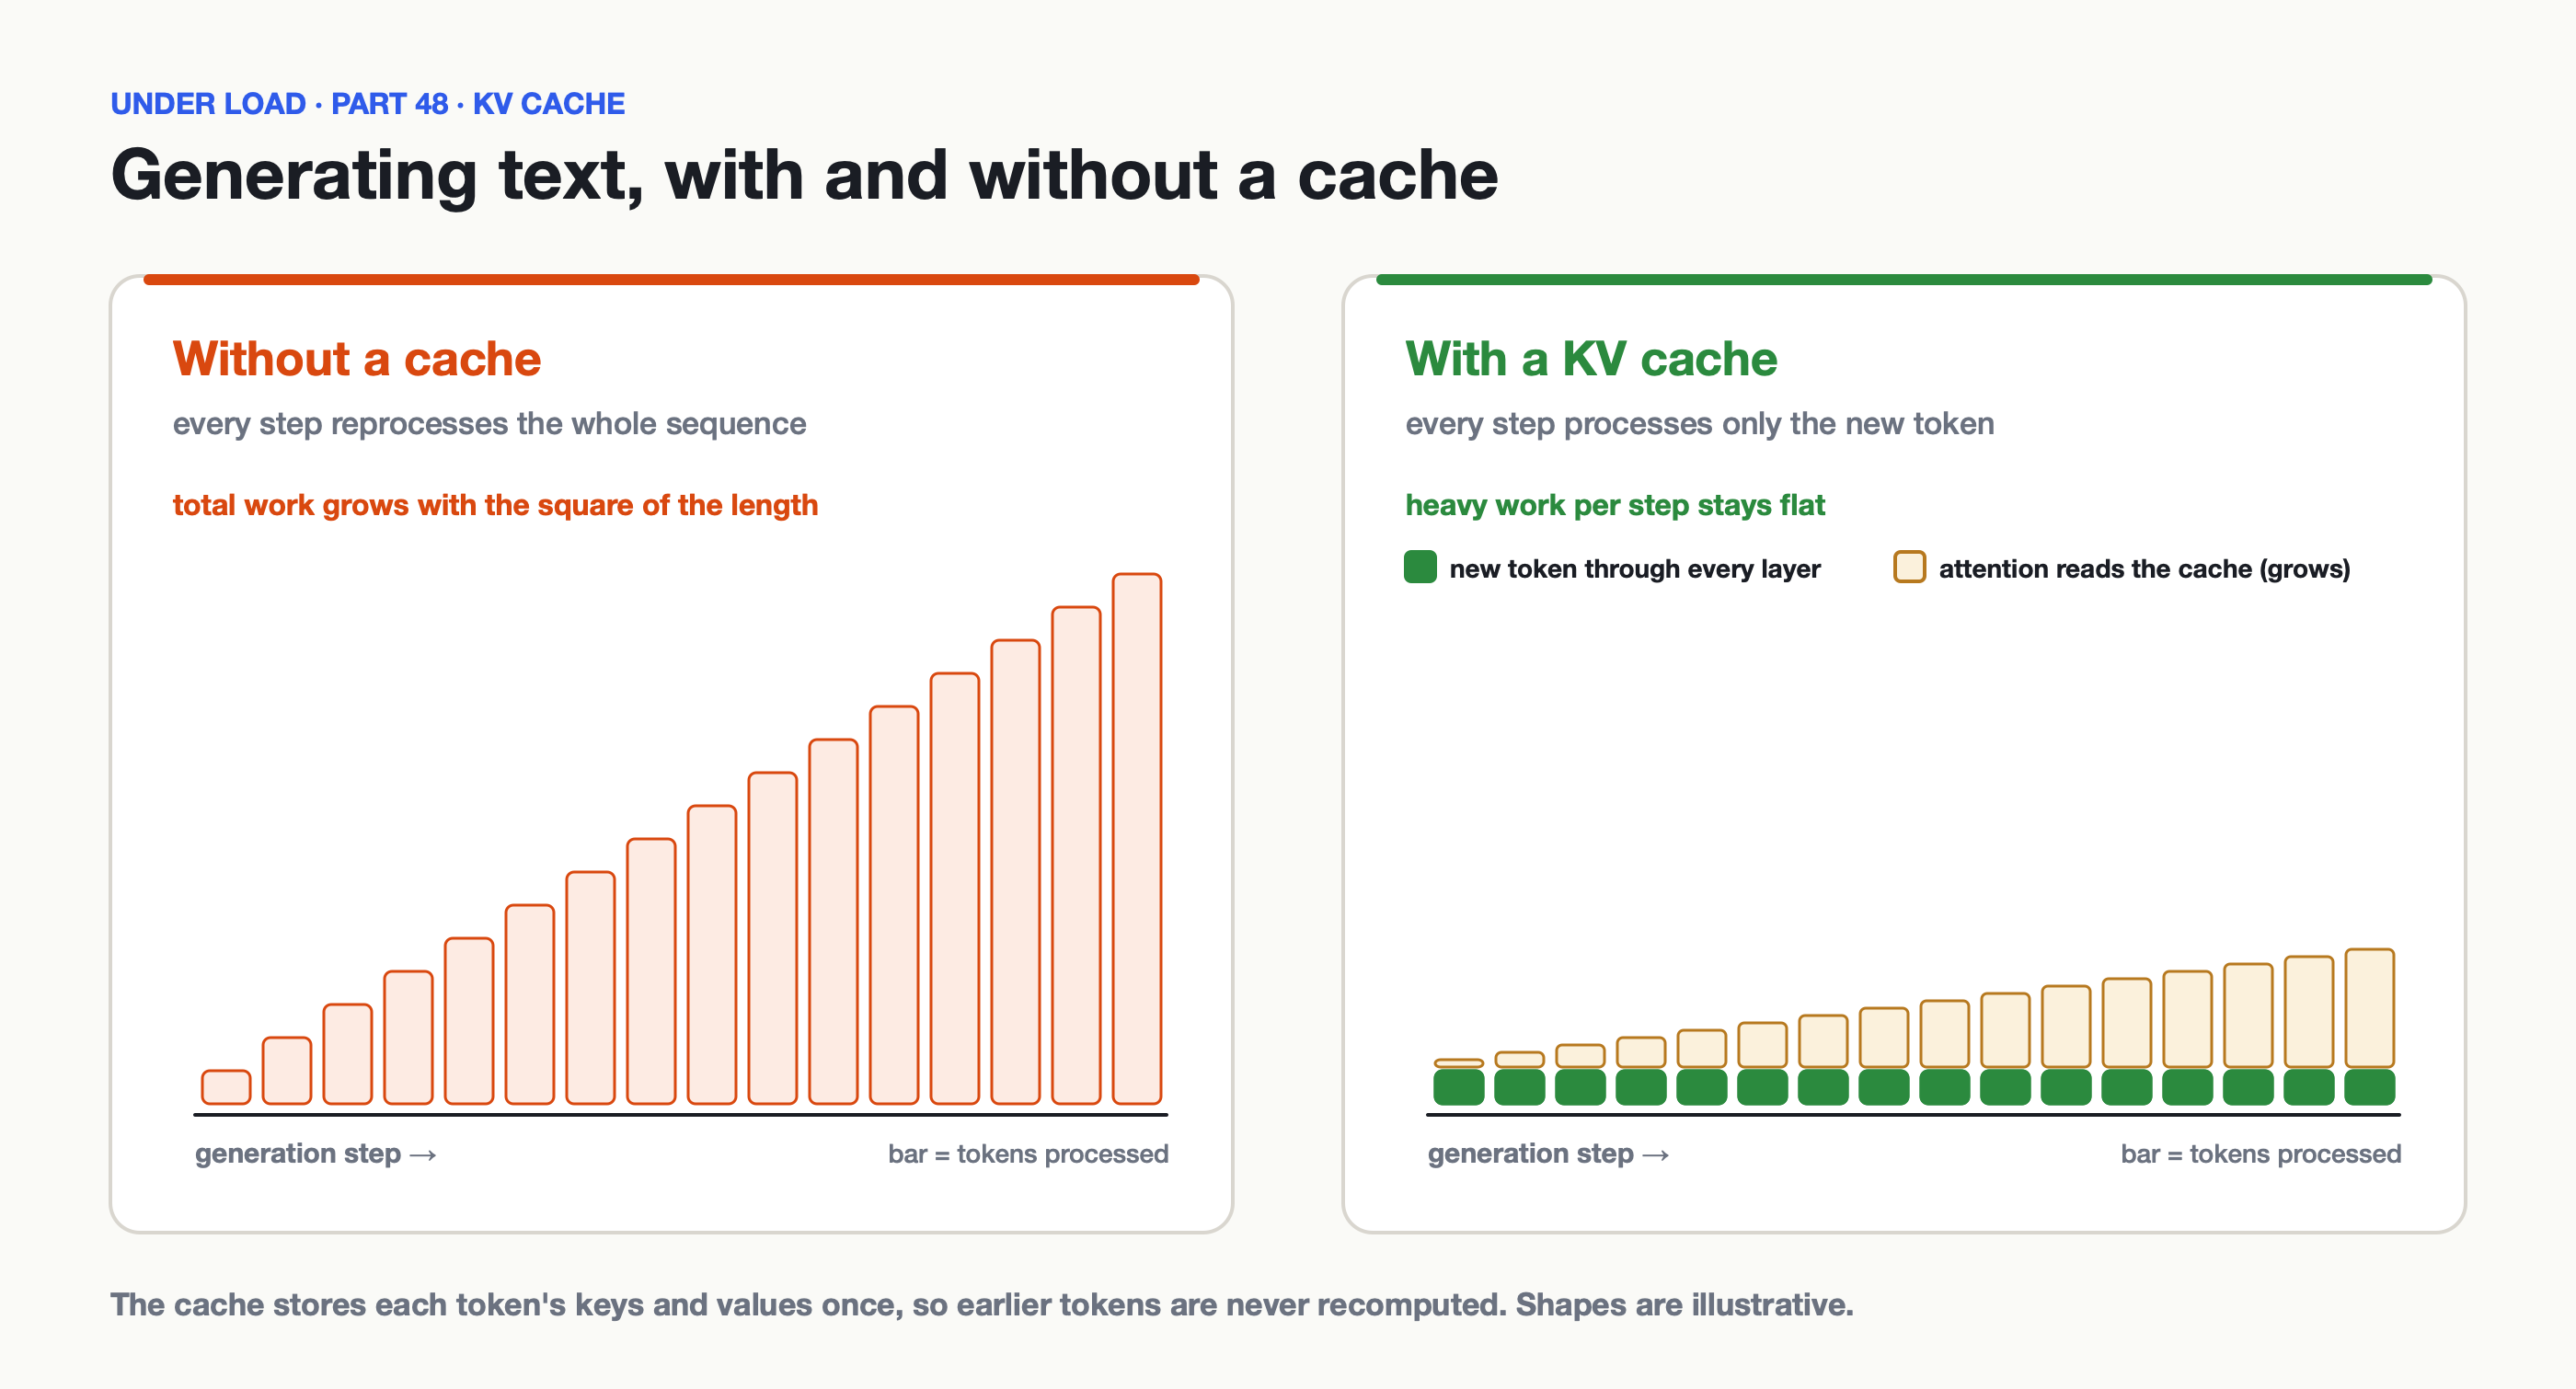 UNDER LOAD · PART 48 · KV CACHE
Generating text, with and without a cache
Without a cache
every step reprocesses the whole sequence
total work grows with the square of the length
generation step →
bar = tokens processed
With a KV cache
every step processes only the new token
heavy work per step stays flat
new token through every layer
attention reads the cache (grows)
generation step →
bar = tokens processed
The cache stores each token's keys and values once, so earlier tokens are never recomputed. Shapes are illustrative.